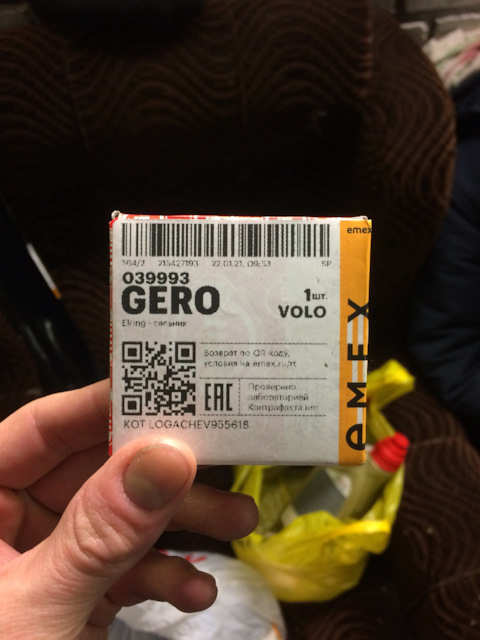 emex
564/2 215427193 22.01.21, 09:53 SP
039993
GERO
1шт.
VOLO
Elring - сальник
Возврат по QR-коду,
условия на emex.ru/rt
EAC
Проверено
лабораторией
Контрафакта нет
KOT LOGACHEV955618
emex